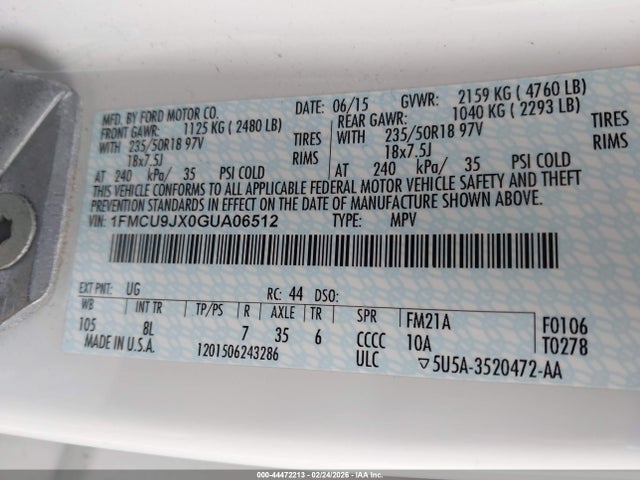 MFD. BY FORD MOTOR CO.
DATE: 06/15 GVWR: 2159 KG ( 4760 LB)
FRONT GAWR: 1125 KG ( 2480 LB) REAR GAWR: 1040 KG ( 2293 LB)
WITH 235/50R18 97V TIRES WITH 235/50R18 97V TIRES
18x7.5J RIMS 18x7.5J RIMS
AT 240 kPa/ 35 PSI COLD AT 240 kPa/ 35 PSI COLD
THIS VEHICLE CONFORMS TO ALL APPLICABLE FEDERAL MOTOR VEHICLE SAFETY AND THEFT
PREVENTION STANDARDS IN EFFECT ON THE DATE OF MANUFACTURE SHOWN ABOVE.
VIN: 1FMCU9JX0GUA06512 TYPE: MPV
EXT PNT: UG RC: 44 DSO:
WB INT TR TP/PS R AXLE TR SPR FM21A F0106
105 8L 7 35 6 CCCC 10A T0278
MADE IN U.S.A. 1201506243286 ULC ▽5U5A-3520472-AA
000-44472213 - 02/24/2026 - IAAI, Inc.